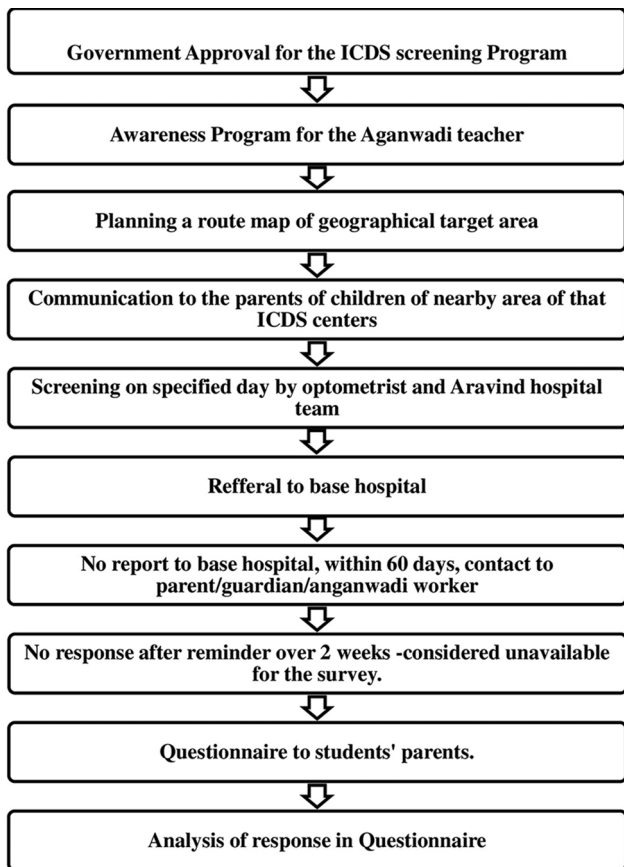 Government Approval for the ICDS screening Program
Awareness Program for the Aganwadi teacher
Planning a route map of geographical target area
Communication to the parents of children of nearby area of that
ICDS centers
Screening on specified day by optometrist and Aravind hospital
team
Refferal to base hospital
No report to base hospital, within 60 days, contact to
parent/guardian/anganwadi worker
No response after reminder over 2 weeks -considered unavailable
for the survey.
Questionnaire to students' parents.
Analysis of response in Questionnaire